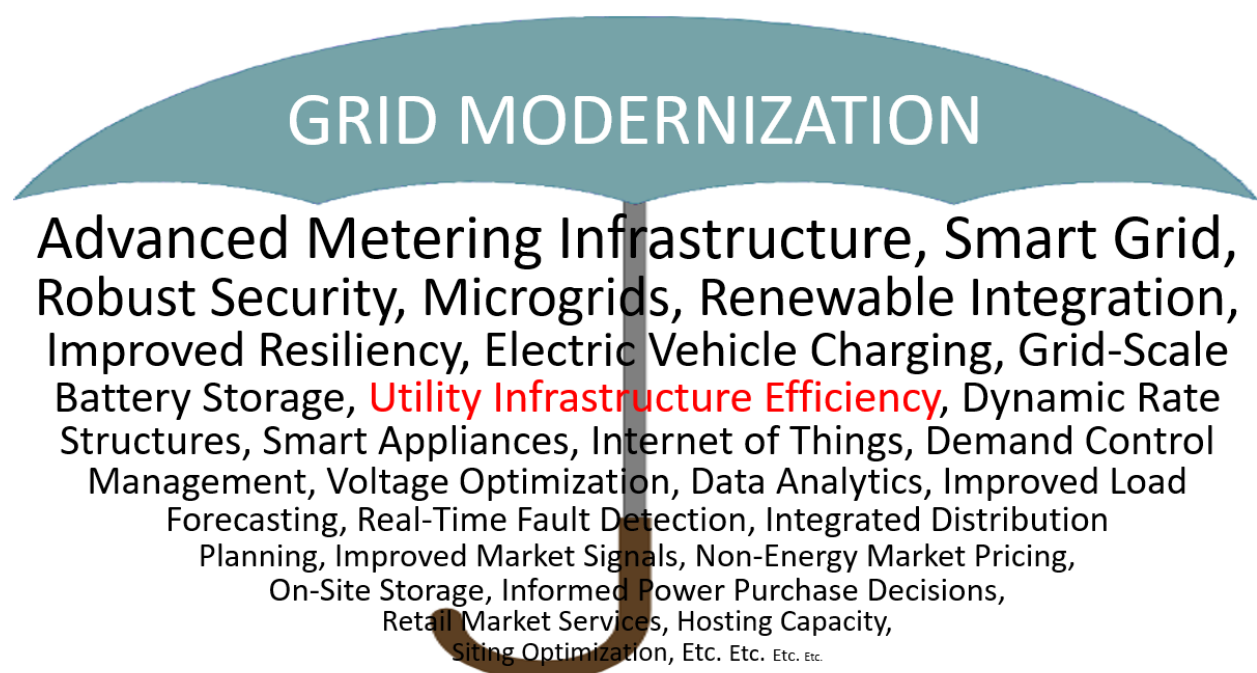 GRID MODERNIZATION
Advanced Metering Infrastructure, Smart Grid,
Robust Security, Microgrids, Renewable Integration,
Improved Resiliency, Electric Vehicle Charging, Grid-Scale
Battery Storage, Utility Infrastructure Efficiency, Dynamic Rate
Structures, Smart Appliances, Internet of Things, Demand Control
Management, Voltage Optimization, Data Analytics, Improved Load
Forecasting, Real-Time Fault Detection, Integrated Distribution
Planning, Improved Market Signals, Non-Energy Market Pricing,
On-Site Storage, Informed Power Purchase Decisions,
Retail Market Services, Hosting Capacity,
Siting Optimization, Etc. Etc. Etc. Etc.